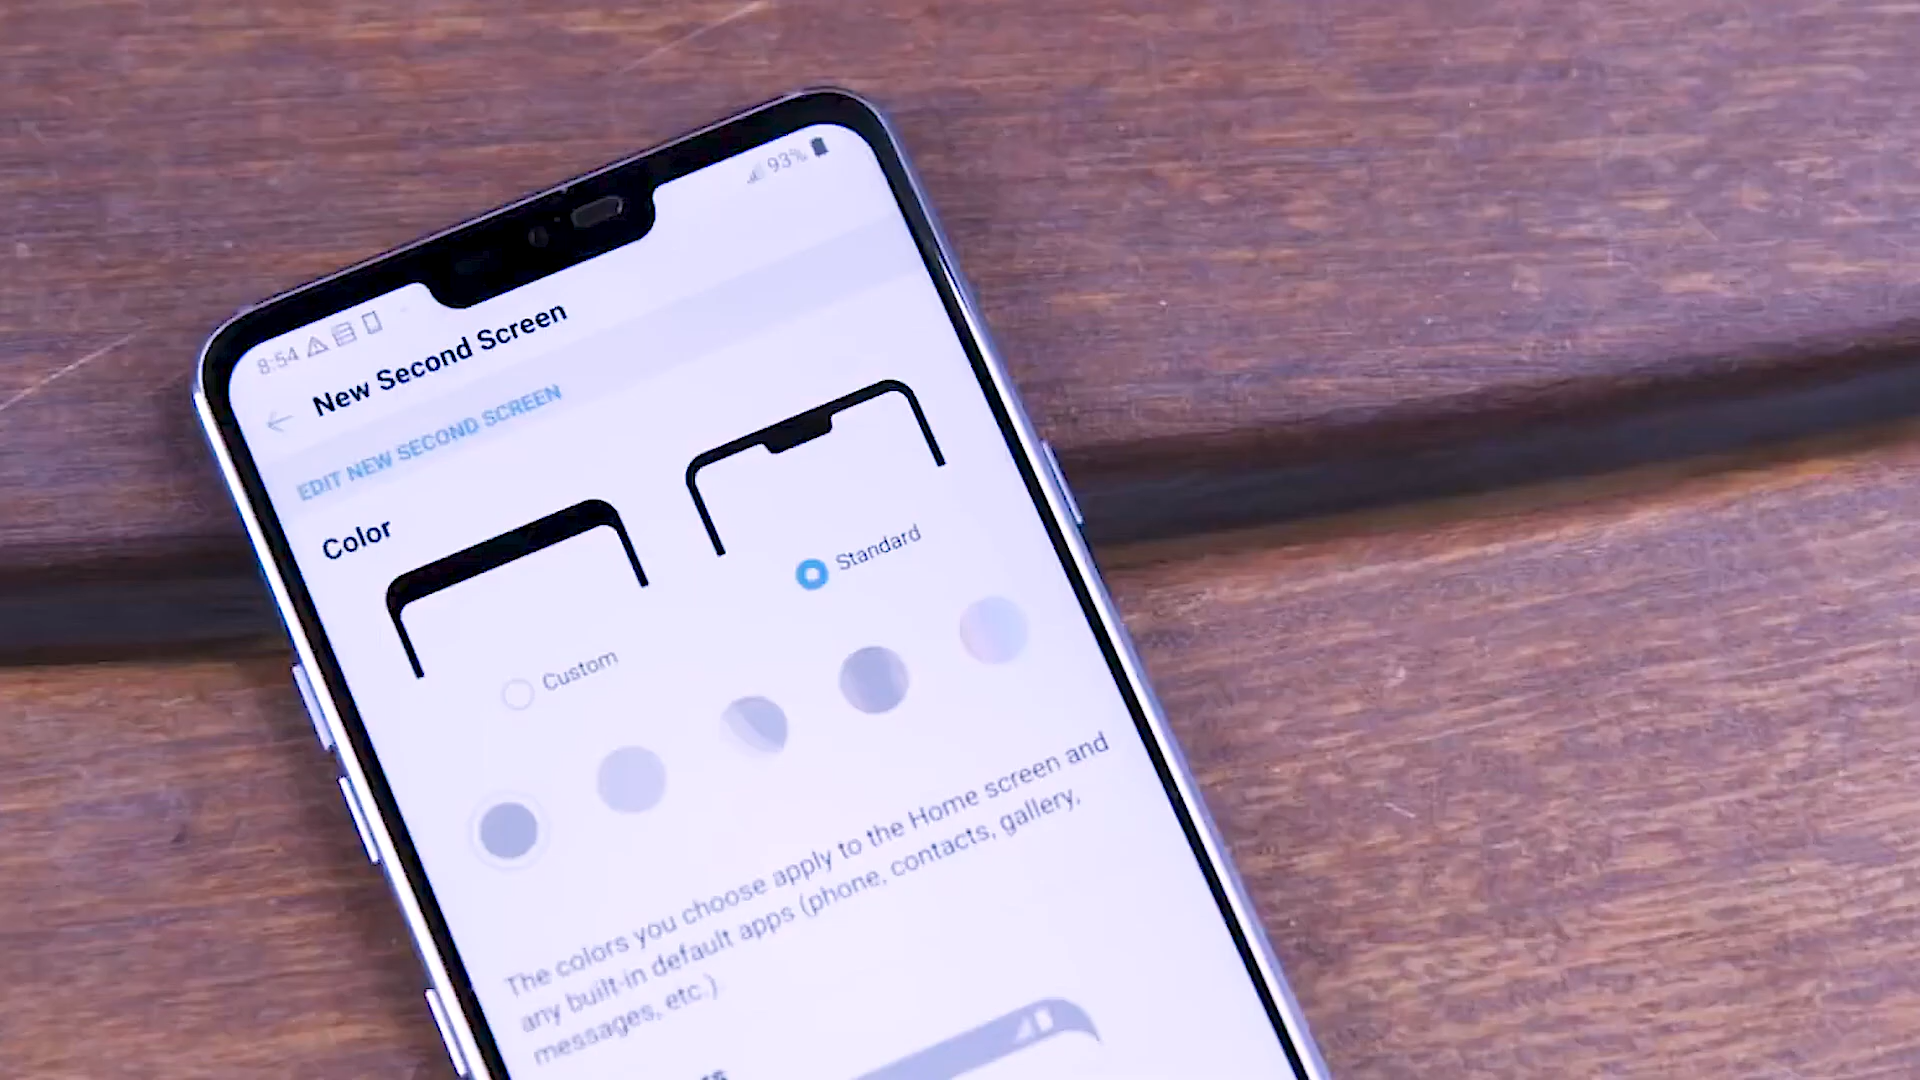 8:54
93%
New Second Screen
EDIT NEW SECOND SCREEN
Color
Custom
Standard
The colors you choose apply to the Home screen and
any built-in default apps (phone, contacts, gallery,
messages, etc.)